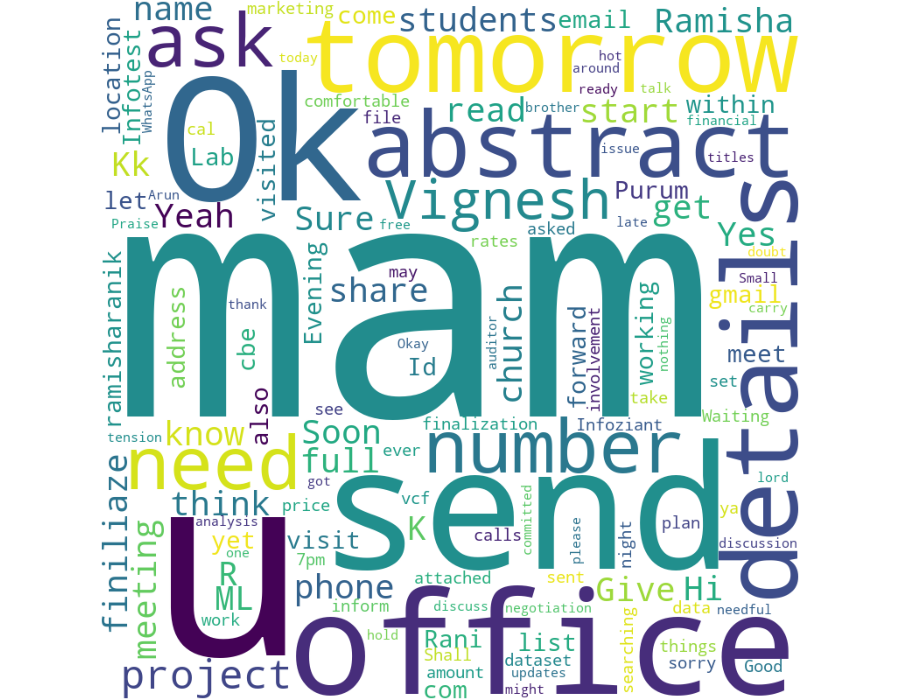 name
marketing
come
students
email
Ramisha
ask
tomorrow
today
hot
around
ready
talk
location
Infotest
WhatsApp
cal
Lab
Kk
Ok
comfortable
file
read
brother
start
within
financial
abstract
issue
titles
let
Arun
Praise
Yeah
visited
Sure
free
Vignesh
asked
Purum
get
late
Yes
doubt
details
mam
ramisharanik
address
thank
cbe
Evening
may
rates
share
Okay
Id
auditor
church
forward
involvement
working
nothing
Small
gmail
carry
meet
set
take
Waiting
tension
know
also
see
Soon
finalization
Infoziant
need
full
ever
number
got
send
lord
finiliaze
meeting
think
price
vcf
K
calls
committed
please
night
plan
ya
discussion
u
analysis
yet
one
visit
7pm
R
ML
work
phone
attached
sent
Give
Hi
data
needful
inform
discuss
negotiation
searching
office
project
hold
Rani
Shall
amount
com
list
dataset
updates
might
things
sorry
Good